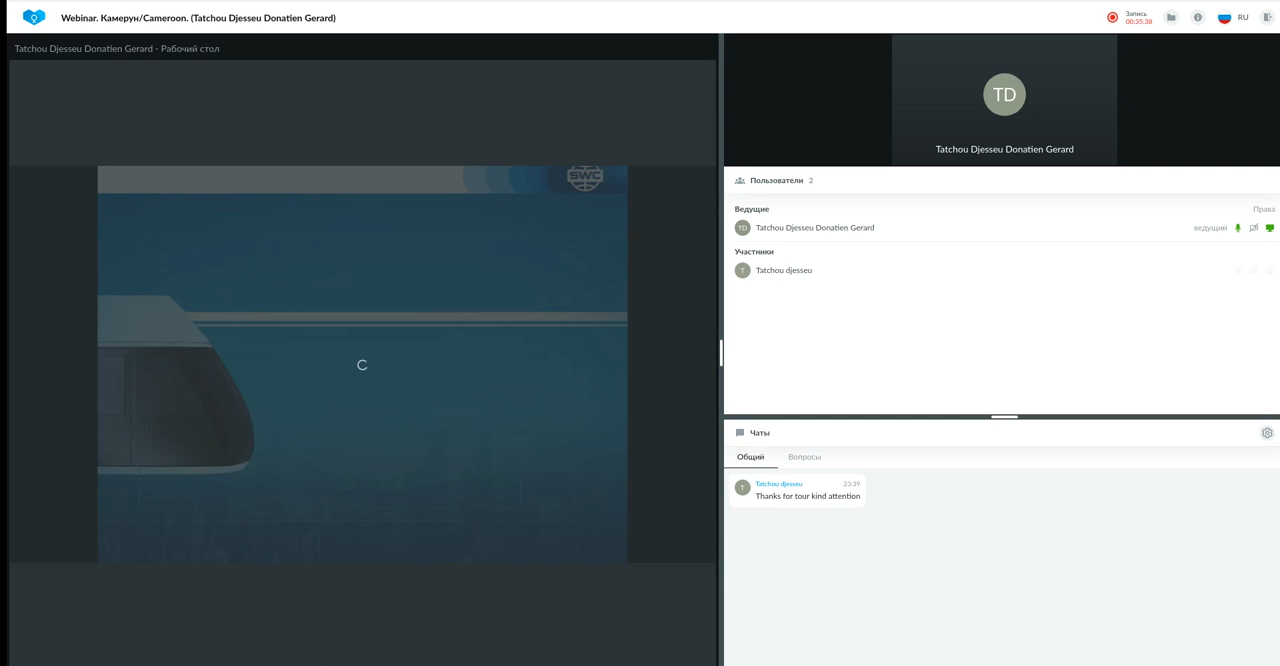 Webinar. Камерун/Cameroon. (Tatchou Djesseu Donatien Gerard)
Запись
00:35:38
RU
Tatchou Djesseu Donatien Gerard - Рабочий стол
SWC
TD
Tatchou Djesseu Donatien Gerard
Пользователи 2
Ведущие Права
TD Tatchou Djesseu Donatien Gerard ведущий
Участники
T Tatchou djesseu
Чаты
Общий Вопросы
T Tatchou djesseu 23:39
Thanks for tour kind attention